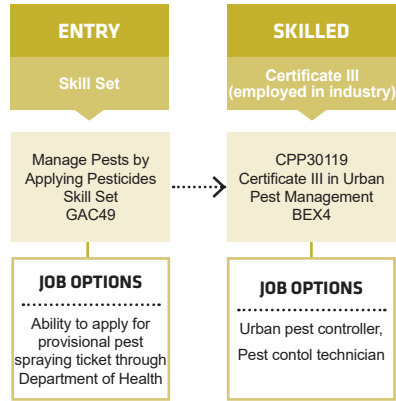 ENTRY
Skill Set
Manage Pests by
Applying Pesticides
Skill Set
GAC49
JOB OPTIONS
Ability to apply for
provisional pest
spraying ticket through
Department of Health
SKILLED
Certificate III
(employed in industry)
CPP30119
Certificate III in Urban
Pest Management
BEX4
JOB OPTIONS
Urban pest controller,
Pest contol technician